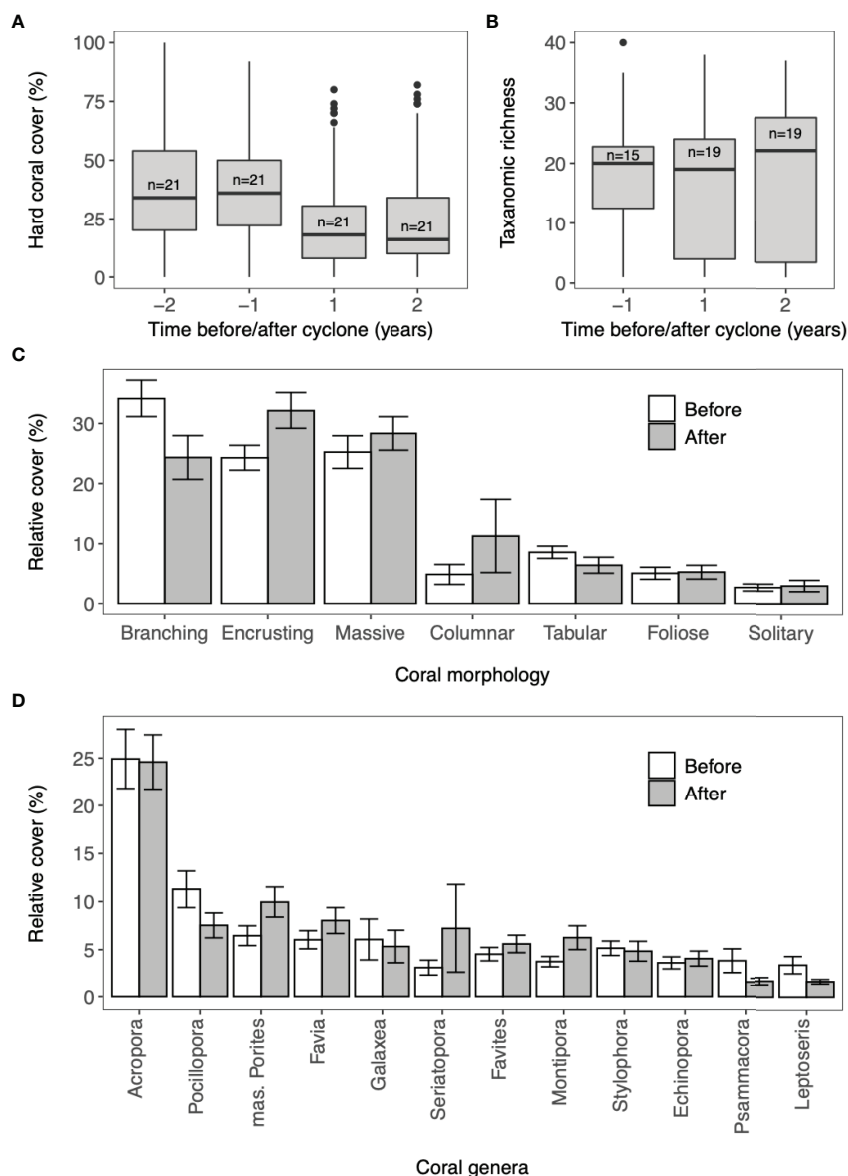 A
Hard coral cover (%)
100
75
50
25
0
n=21
n=21
n=21
n=21
−2
−1
1
2
Time before/after cyclone (years)
B
Taxanomic richness
40
30
20
10
0
n=15
n=19
n=19
−1
1
2
Time before/after cyclone (years)
C
Relative cover (%)
30
20
10
0
Before
After
Branching
Encrusting
Massive
Columnar
Tabular
Foliose
Solitary
Coral morphology
D
Relative cover (%)
25
20
15
10
5
0
Before
After
Acropora
Pocillopora
mas. Porites
Favia
Galaxea
Seriatopora
Favites
Montipora
Stylophora
Echinopora
Psammacora
Leptoseris
Coral genera